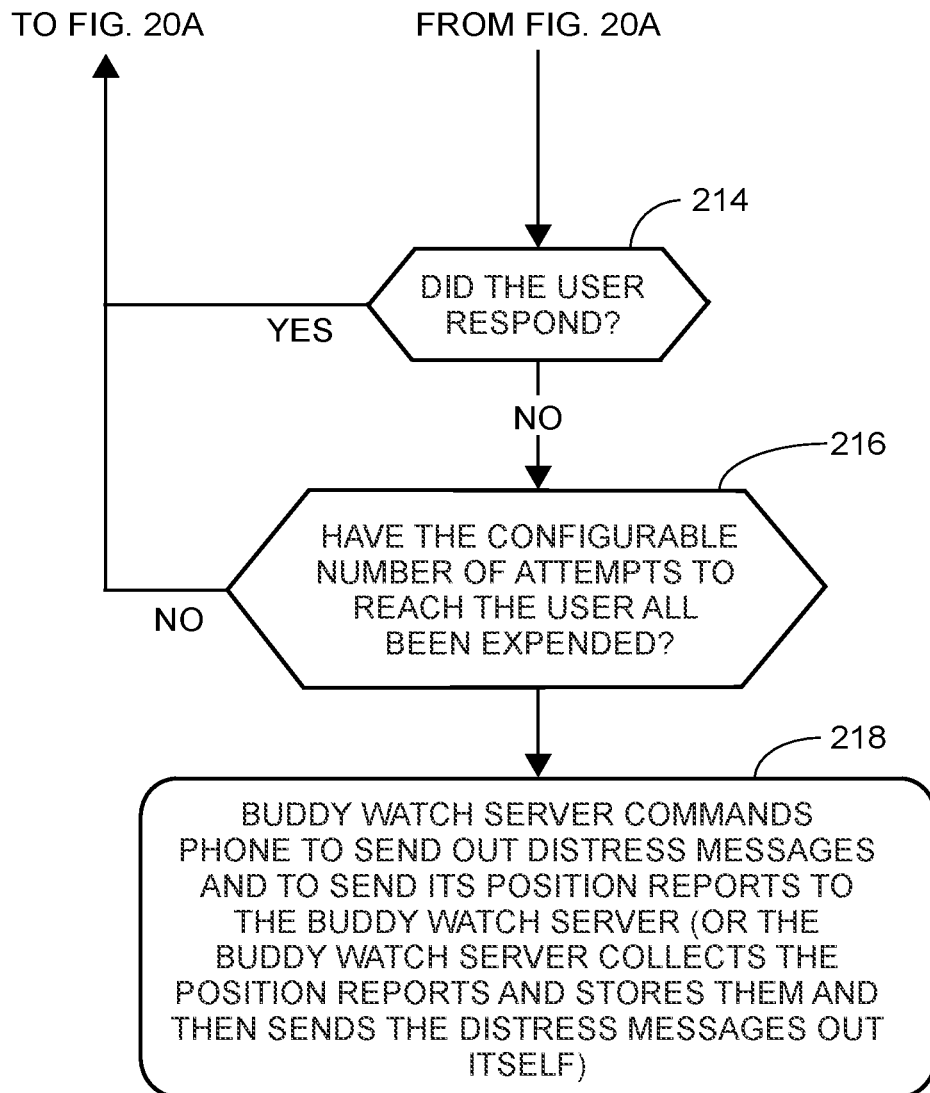 TO FIG. 20A
FROM FIG. 20A
214
DID THE USER
RESPOND?
YES
NO
216
HAVE THE CONFIGURABLE
NUMBER OF ATTEMPTS TO
REACH THE USER ALL
BEEN EXPENDED?
NO
218
BUDDY WATCH SERVER COMMANDS
PHONE TO SEND OUT DISTRESS MESSAGES
AND TO SEND ITS POSITION REPORTS TO
THE BUDDY WATCH SERVER (OR THE
BUDDY WATCH SERVER COLLECTS THE
POSITION REPORTS AND STORES THEM AND
THEN SENDS THE DISTRESS MESSAGES OUT
ITSELF)